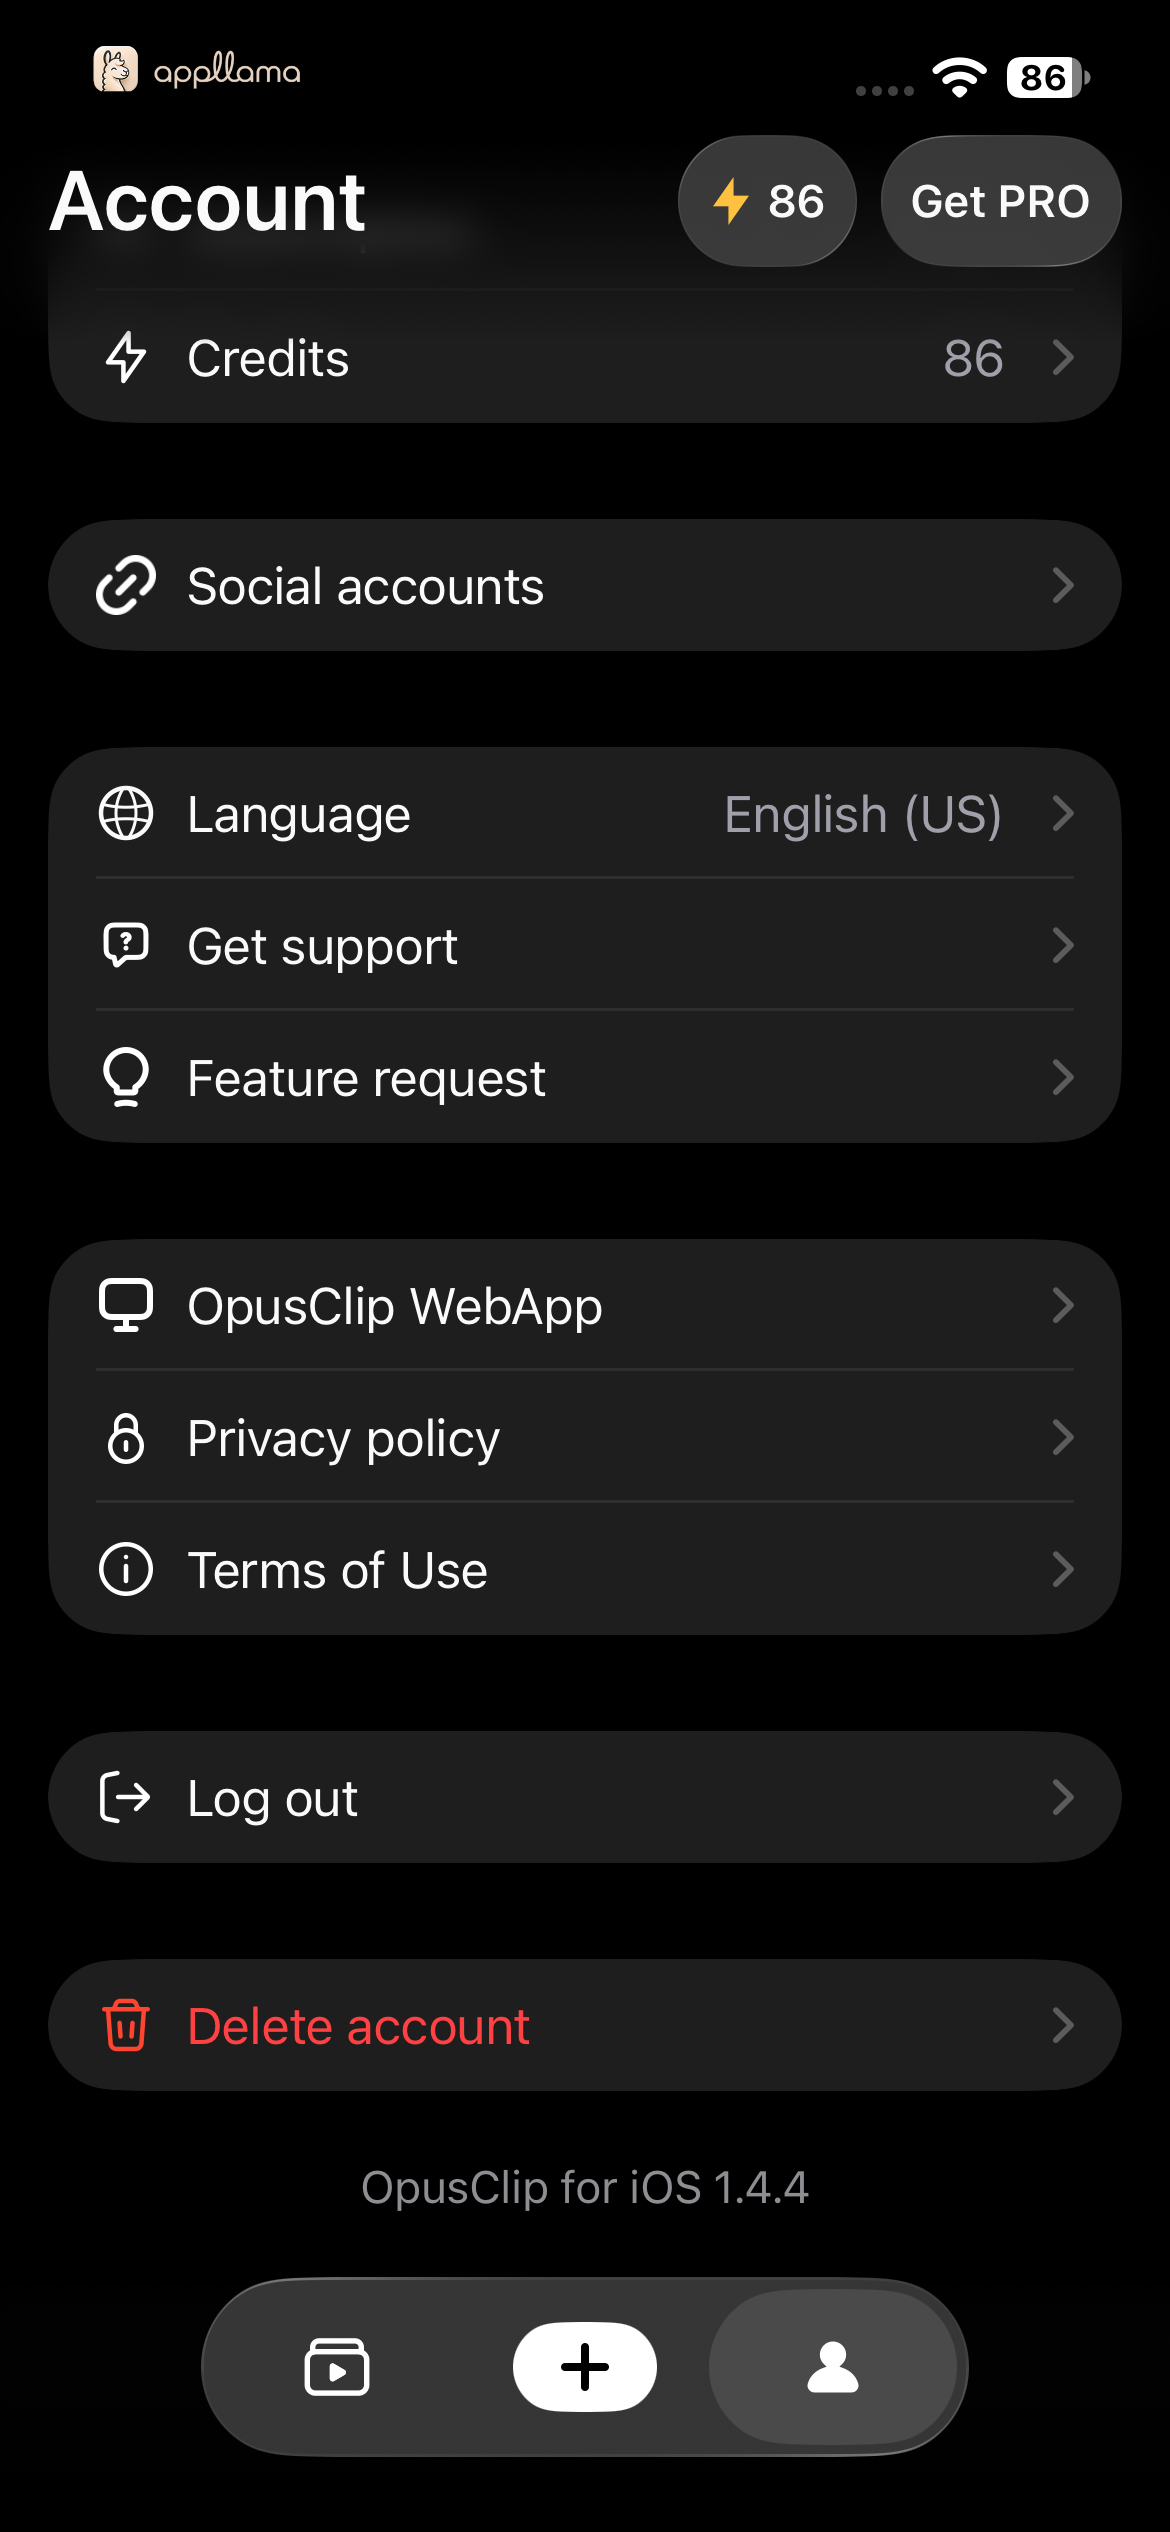 appllama
86
Account
86
Get PRO
Credits
86
Social accounts
Language
English (US)
Get support
Feature request
OpusClip WebApp
Privacy policy
Terms of Use
Log out
Delete account
OpusClip for iOS 1.4.4